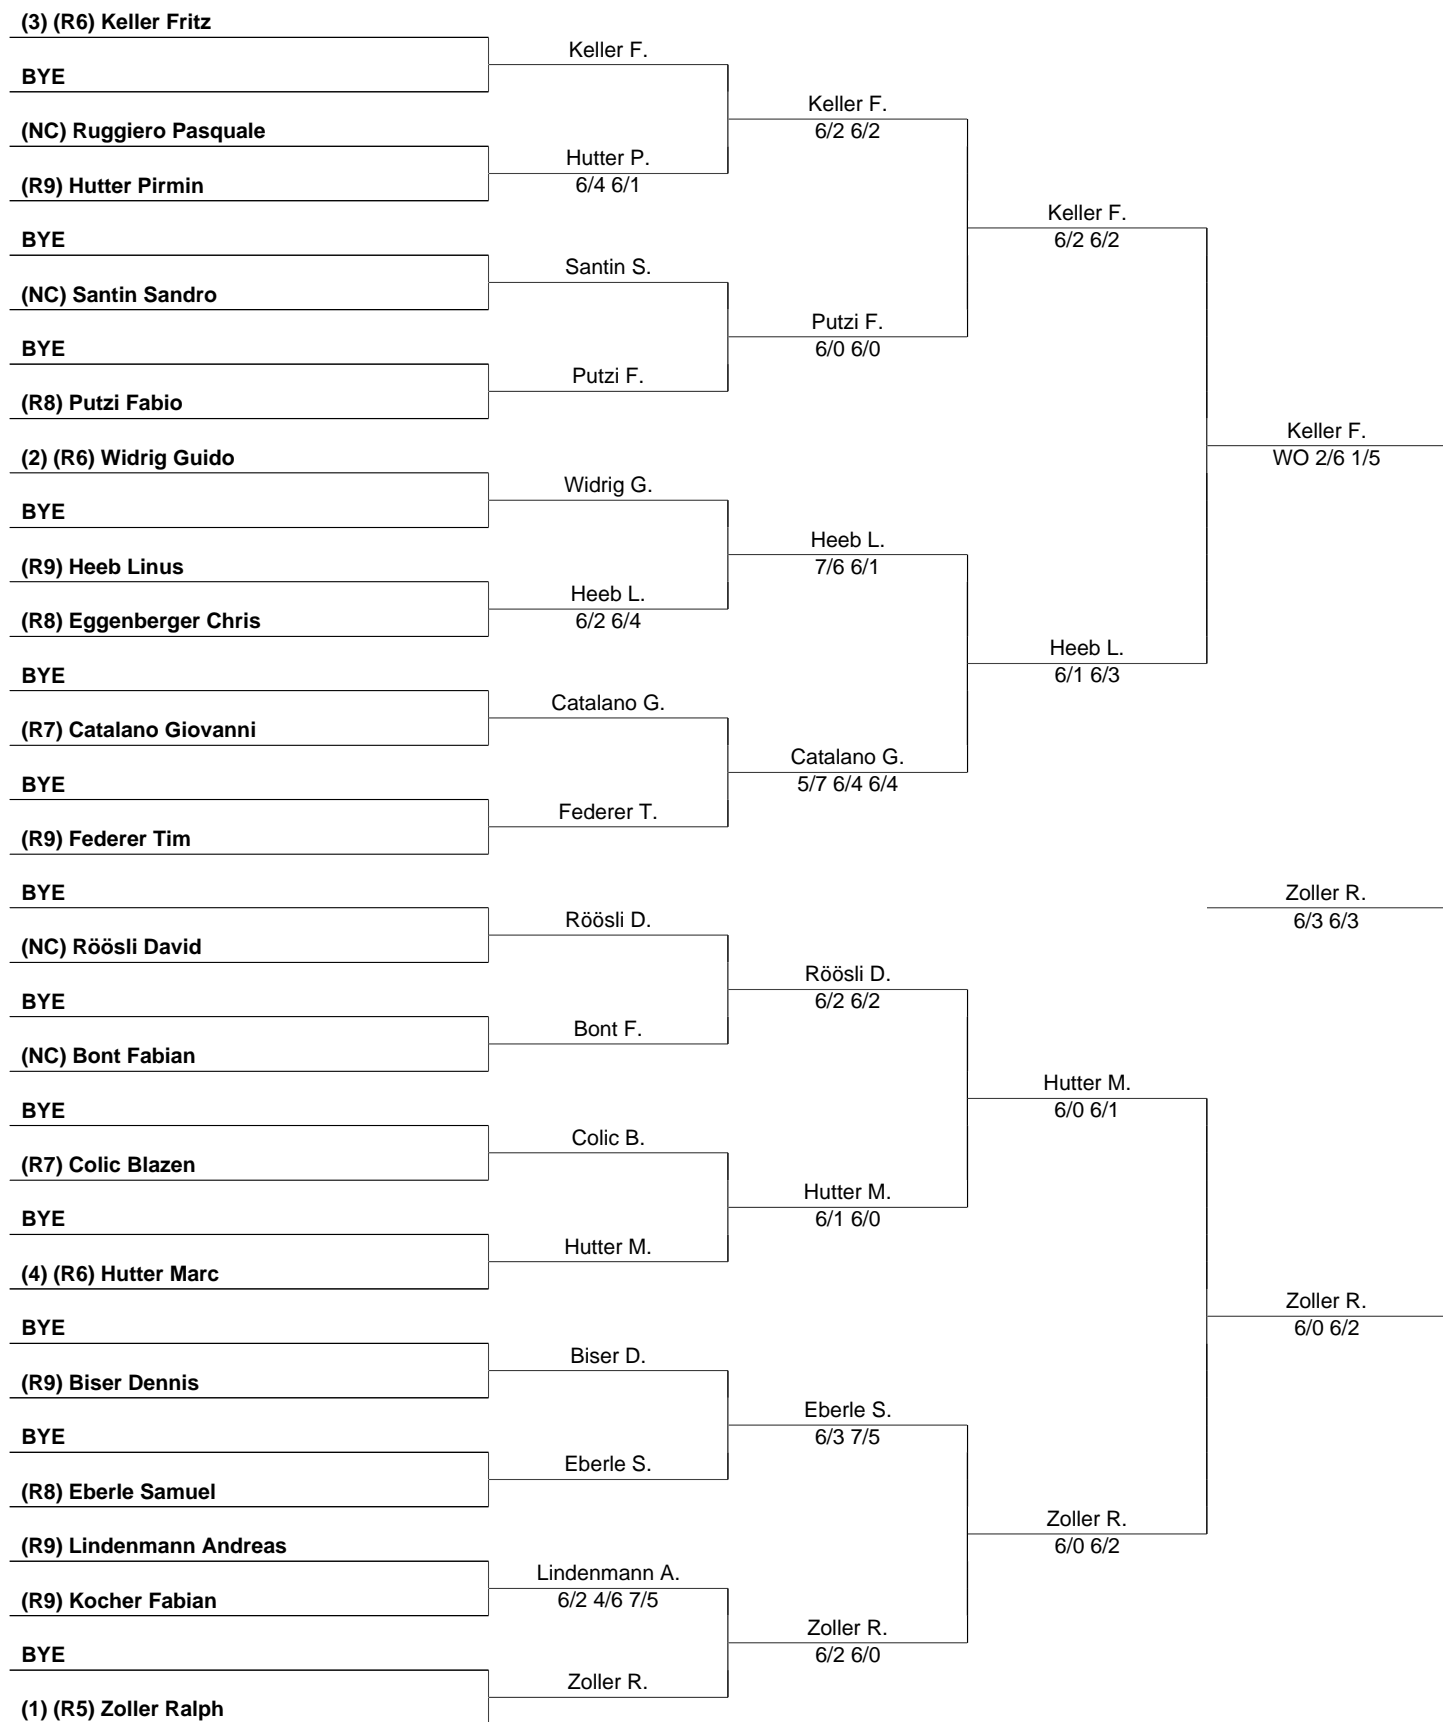 (3) (R6) Keller Fritz
BYE
(NC) Ruggiero Pasquale
(R9) Hutter Pirmin
BYE
(NC) Santin Sandro
BYE
(R8) Putzi Fabio
(2) (R6) Widrig Guido
BYE
(R9) Heeb Linus
(R8) Eggenberger Chris
BYE
(R7) Catalano Giovanni
BYE
(R9) Federer Tim
BYE
(NC) Röösli David
BYE
(NC) Bont Fabian
BYE
(R7) Colic Blazen
BYE
(4) (R6) Hutter Marc
BYE
(R9) Biser Dennis
BYE
(R8) Eberle Samuel
(R9) Lindenmann Andreas
(R9) Kocher Fabian
BYE
(1) (R5) Zoller Ralph
Keller F.
Hutter P.
6/4 6/1
Santin S.
Putzi F.
Widrig G.
Heeb L.
6/2 6/4
Catalano G.
Federer T.
Röösli D.
Bont F.
Colic B.
Hutter M.
Biser D.
Eberle S.
Lindenmann A.
6/2 4/6 7/5
Zoller R.
Keller F.
6/2 6/2
Putzi F.
6/0 6/0
Heeb L.
7/6 6/1
Catalano G.
5/7 6/4 6/4
Röösli D.
6/2 6/2
Hutter M.
6/1 6/0
Eberle S.
6/3 7/5
Zoller R.
6/2 6/0
Keller F.
6/2 6/2
Heeb L.
6/1 6/3
Hutter M.
6/0 6/1
Zoller R.
6/0 6/2
Keller F.
WO 2/6 1/5
Zoller R.
6/3 6/3
Zoller R.
6/0 6/2